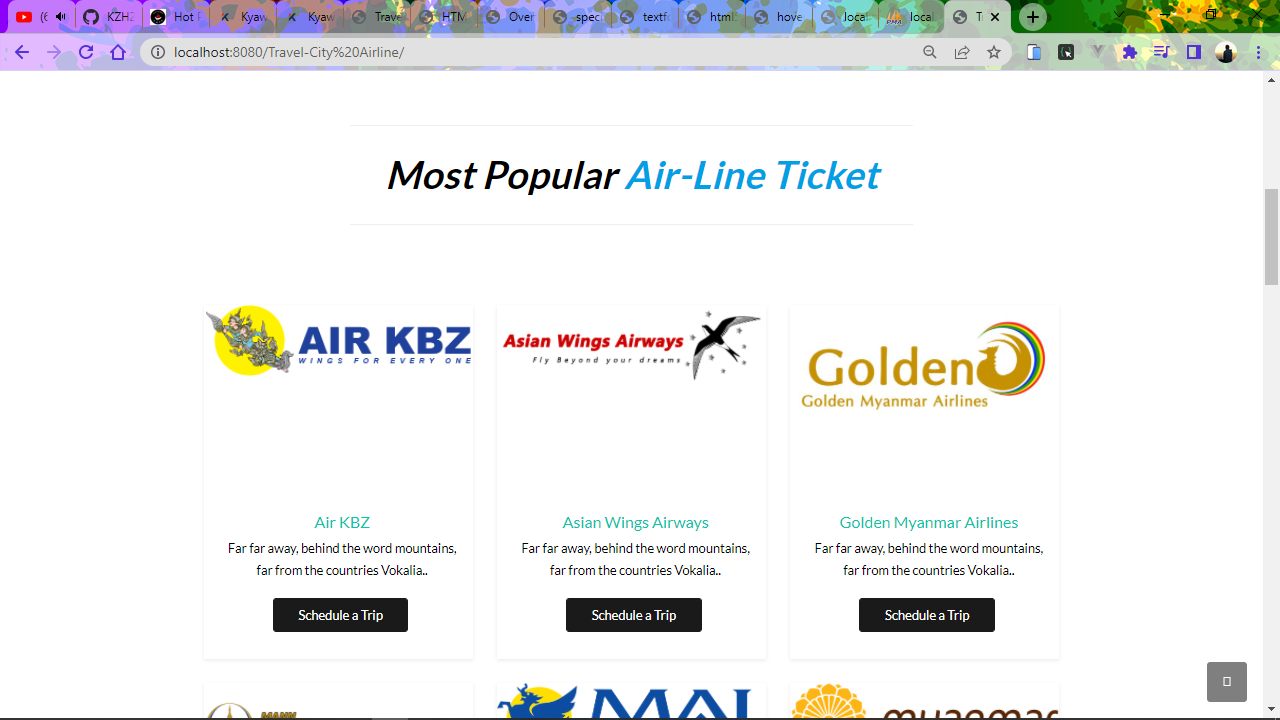 (6
KZHZ
Hot P
Kyaw
Kyaw
Trave
HTM
Over
spec
textf
html
hove
local
local
T
localhost:8080/Travel-City%20Airline/
Most Popular Air-Line Ticket
AIR KBZ
WINGS FOR EVERY ONE
Asian Wings Airways
Fly Beyond your dreams
Golden
Golden Myanmar Airlines
Air KBZ
Far far away, behind the word mountains,
far from the countries Vokalia..
Schedule a Trip
Asian Wings Airways
Far far away, behind the word mountains,
far from the countries Vokalia..
Schedule a Trip
Golden Myanmar Airlines
Far far away, behind the word mountains,
far from the countries Vokalia..
Schedule a Trip
MANN
MAI